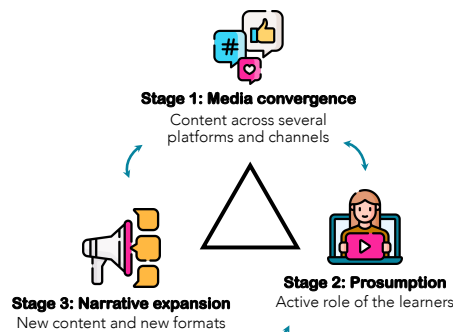 #
Stage 1: Media convergence
Content across several
platforms and channels
Stage 2: Prosumption
Active role of the learners
Stage 3: Narrative expansion
New content and new formats